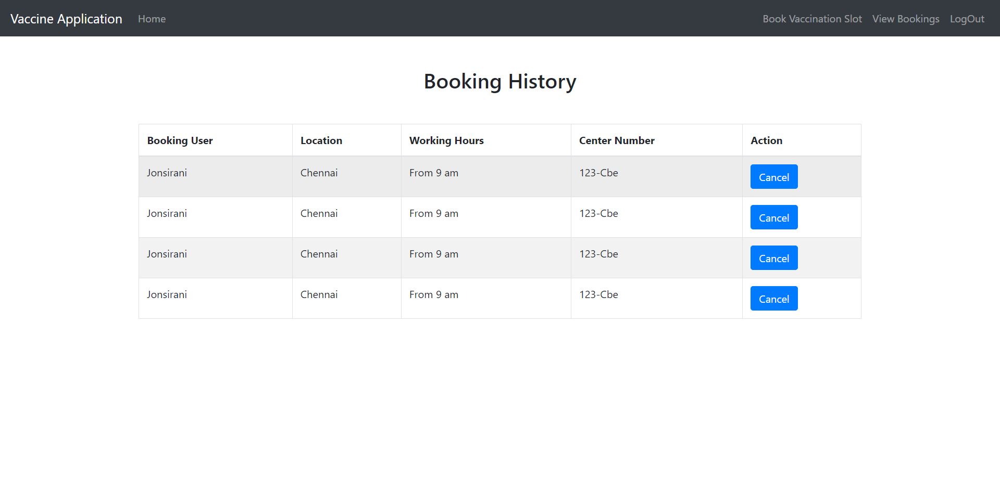 Vaccine Application Home Book Vaccination Slot View Bookings LogOut
Booking History
Booking User Location Working Hours Center Number Action
Jonsirani Chennai From 9 am 123-Cbe Cancel
Jonsirani Chennai From 9 am 123-Cbe Cancel
Jonsirani Chennai From 9 am 123-Cbe Cancel
Jonsirani Chennai From 9 am 123-Cbe Cancel